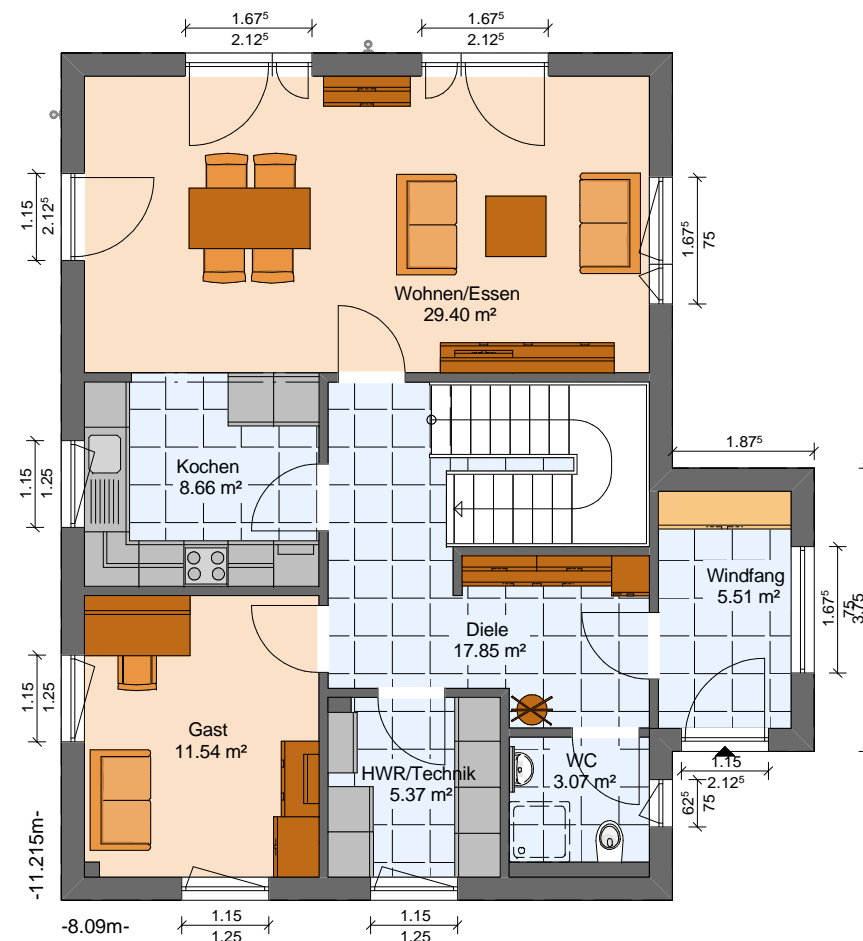 1.67⁵
2.12⁵
1.67⁵
2.12⁵
1.15
2.12⁵
1.67⁵
75
Wohnen/Essen
29.40 m²
1.15
1.25
Kochen
8.66 m²
1.87⁵
Windfang
5.51 m²
1.67⁵
75
3.75
Diele
17.85 m²
1.15
1.25
Gast
11.54 m²
HWR/Technik
5.37 m²
WC
3.07 m²
1.15
2.12⁵
62⁵
75
-11.215m-
-8.09m-
1.15
1.25
1.15
1.25